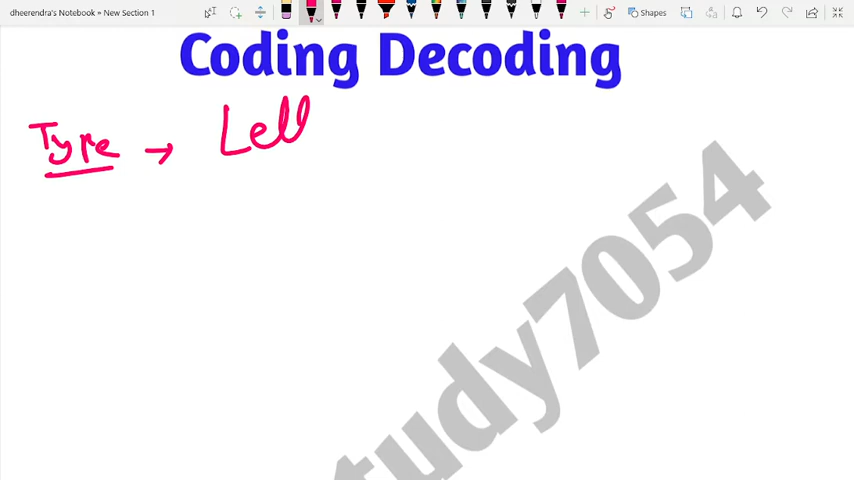 dheerendra's Notebook » New Section 1
Shapes
Coding Decoding
Type → Lell
tudy7054